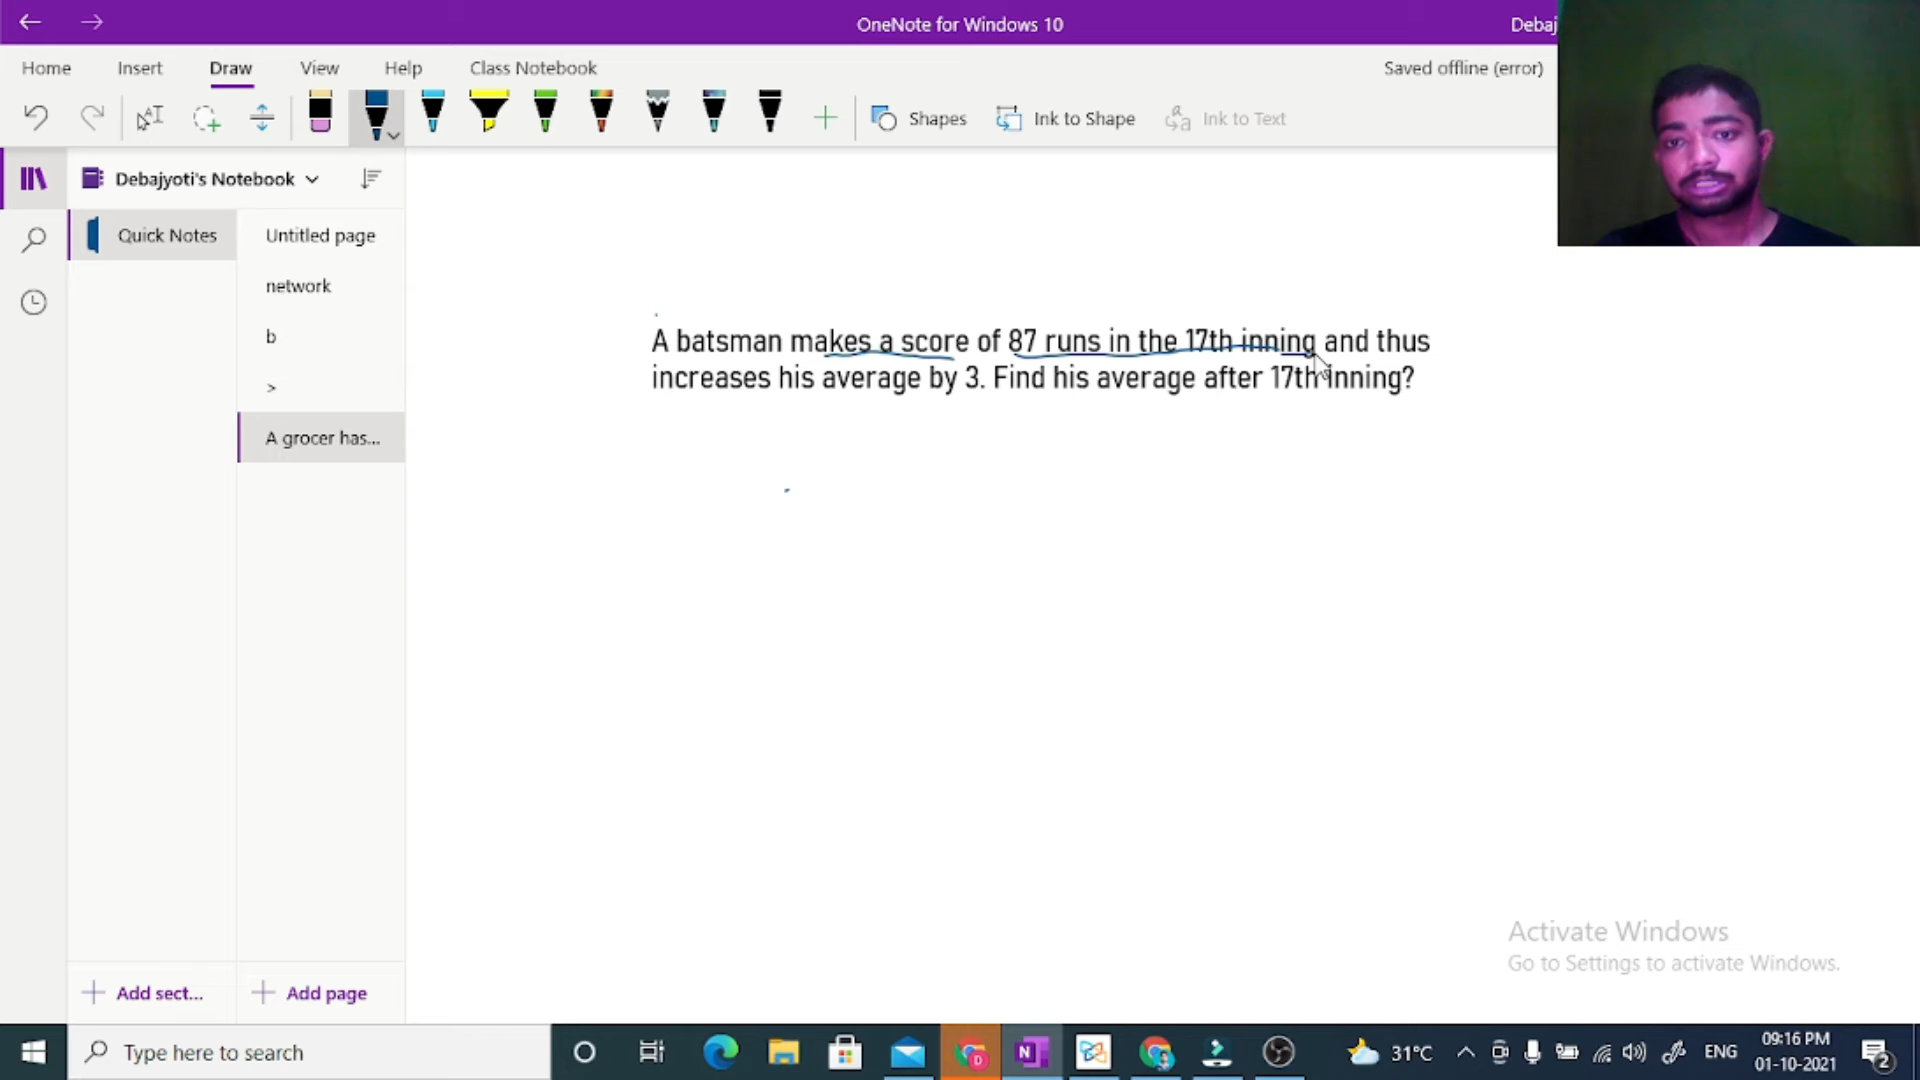 OneNote for Windows 10
Debaj
Home Insert Draw View Help Class Notebook Saved offline (error)
Shapes Ink to Shape Ink to Text
Debajyoti's Notebook
Quick Notes
Untitled page
network
b
>
A grocer has...
A batsman makes a score of 87 runs in the 17th inning and thus
increases his average by 3. Find his average after 17th inning?
Activate Windows
Go to Settings to activate Windows.
+ Add sect... + Add page
Type here to search
31°C
ENG
09:16 PM
01-10-2021
2